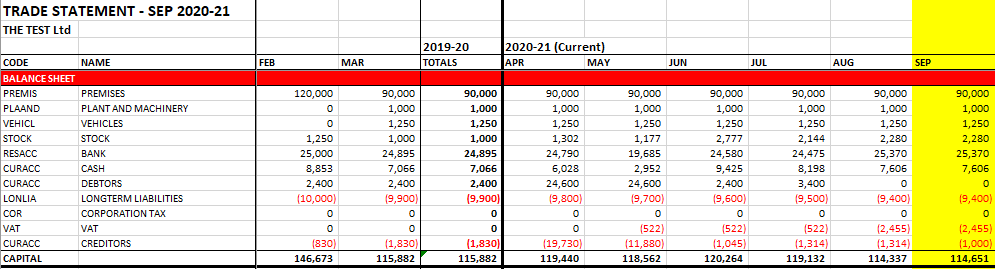 TRADE STATEMENT - SEP 2020-21
THE TEST Ltd
2019-20 2020-21 (Current)
CODE NAME FEB MAR TOTALS APR MAY JUN JUL AUG SEP
BALANCE SHEET
PREMIS PREMISES 120,000 90,000 90,000 90,000 90,000 90,000 90,000 90,000 90,000
PLAAND PLANT AND MACHINERY 0 1,000 1,000 1,000 1,000 1,000 1,000 1,000 1,000
VEHICL VEHICLES 0 1,250 1,250 1,250 1,250 1,250 1,250 1,250 1,250
STOCK STOCK 1,250 1,000 1,000 1,302 1,177 2,777 2,144 2,280 2,280
RESACC BANK 25,000 24,895 24,895 24,790 19,685 24,580 24,475 25,370 25,370
CURACC CASH 8,853 7,066 7,066 6,028 2,952 9,425 8,198 7,606 7,606
CURACC DEBTORS 2,400 2,400 2,400 24,600 24,600 2,400 3,400 0 0
LONLIA LONGTERM LIABILITIES (10,000) (9,900) (9,900) (9,800) (9,700) (9,600) (9,500) (9,400) (9,400)
COR CORPORATION TAX 0 0 0 0 0 0 0 0 0
VAT VAT 0 0 0 0 (522) (522) (522) (2,455) (2,455)
CURACC CREDITORS (830) (1,830) (1,830) (19,730) (11,880) (1,045) (1,314) (1,314) (1,000)
CAPITAL 146,673 115,882 115,882 119,440 118,562 120,264 119,132 114,337 114,651